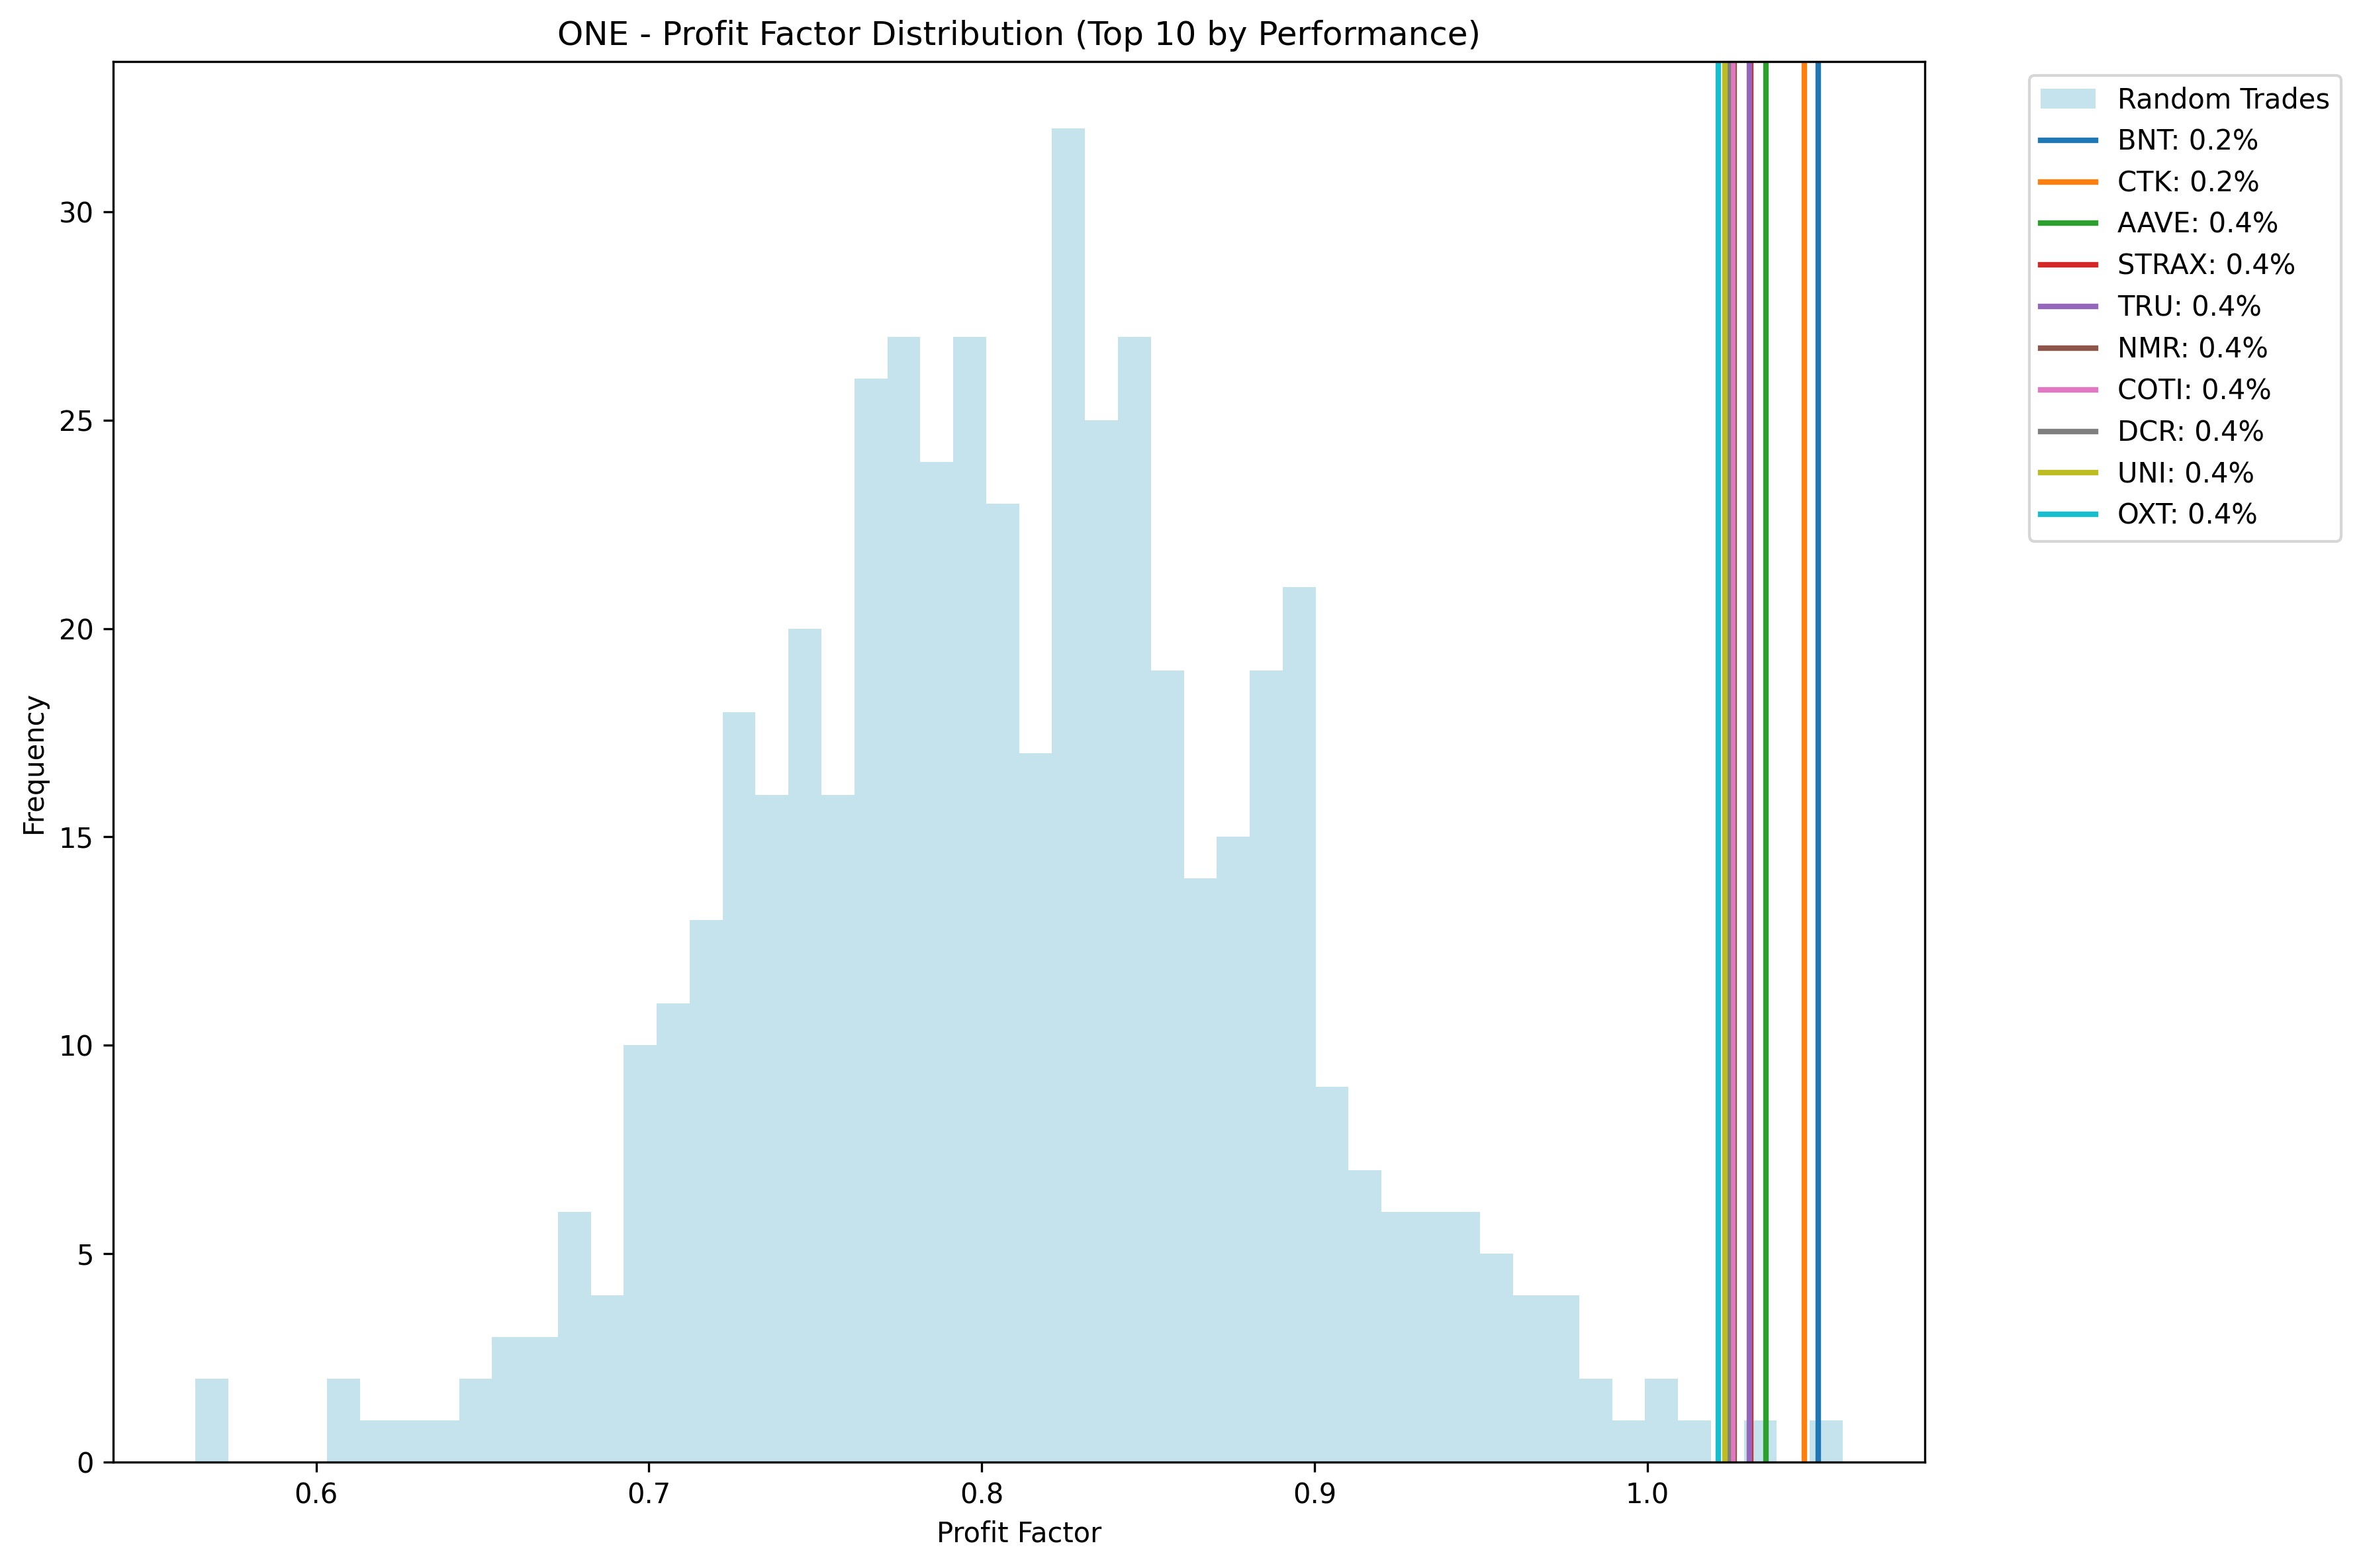 ONE - Profit Factor Distribution (Top 10 by Performance)
Random Trades
BNT: 0.2%
CTK: 0.2%
AAVE: 0.4%
STRAX: 0.4%
TRU: 0.4%
NMR: 0.4%
COTI: 0.4%
DCR: 0.4%
UNI: 0.4%
OXT: 0.4%
Frequency
30
25
20
15
10
5
0
0.6 0.7 0.8 0.9 1.0
Profit Factor